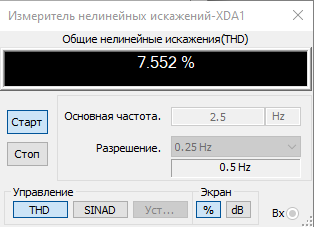 Измеритель нелинейных искажений-XDA1
Общие нелинейные искажения(THD)
7.552 %
Старт
Стоп
Основная частота.
2.5
Hz
Разрешение.
0.25 Hz
0.5 Hz
Управление
THD
SINAD
Уст...
Экран
%
dB
Вх